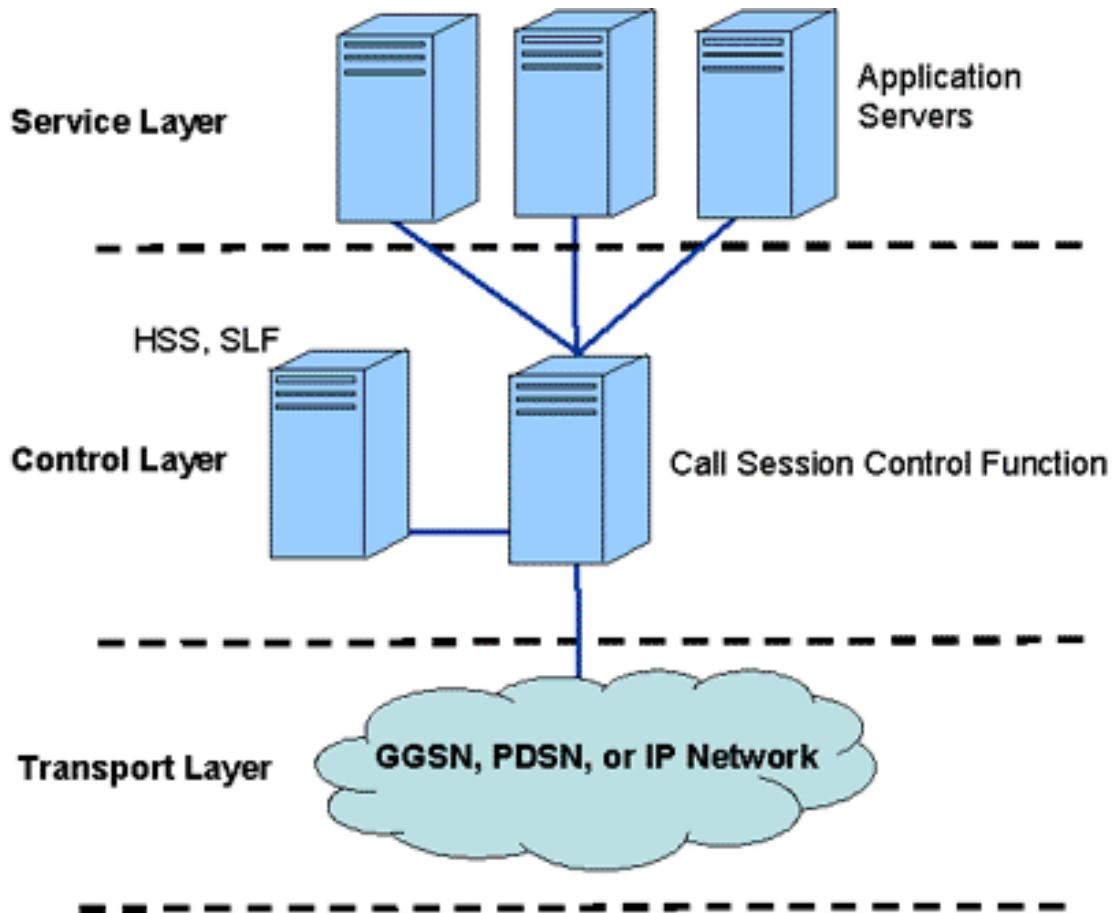 Application
Servers
Service Layer
HSS, SLF
Control Layer
Call Session Control Function
GGSN, PDSN, or IP Network
Transport Layer